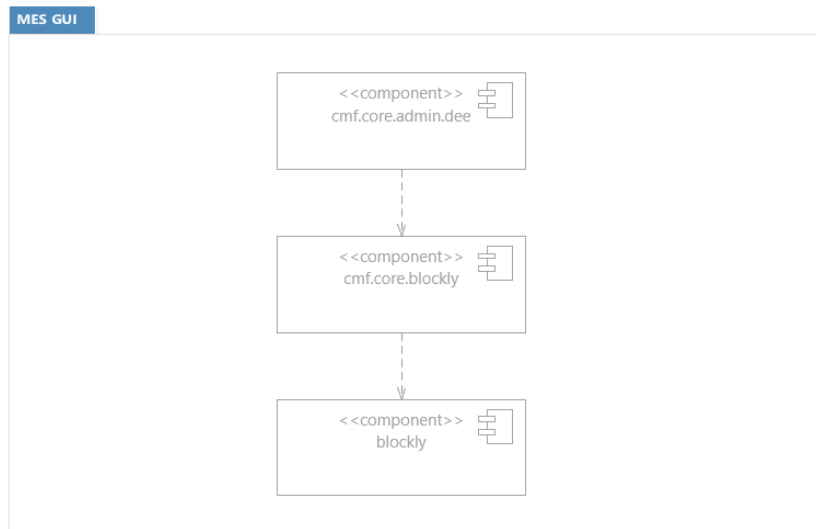 MES GUI
<<component>>
cmf.core.admin.dee
<<component>>
cmf.core.blockly
<<component>>
blockly